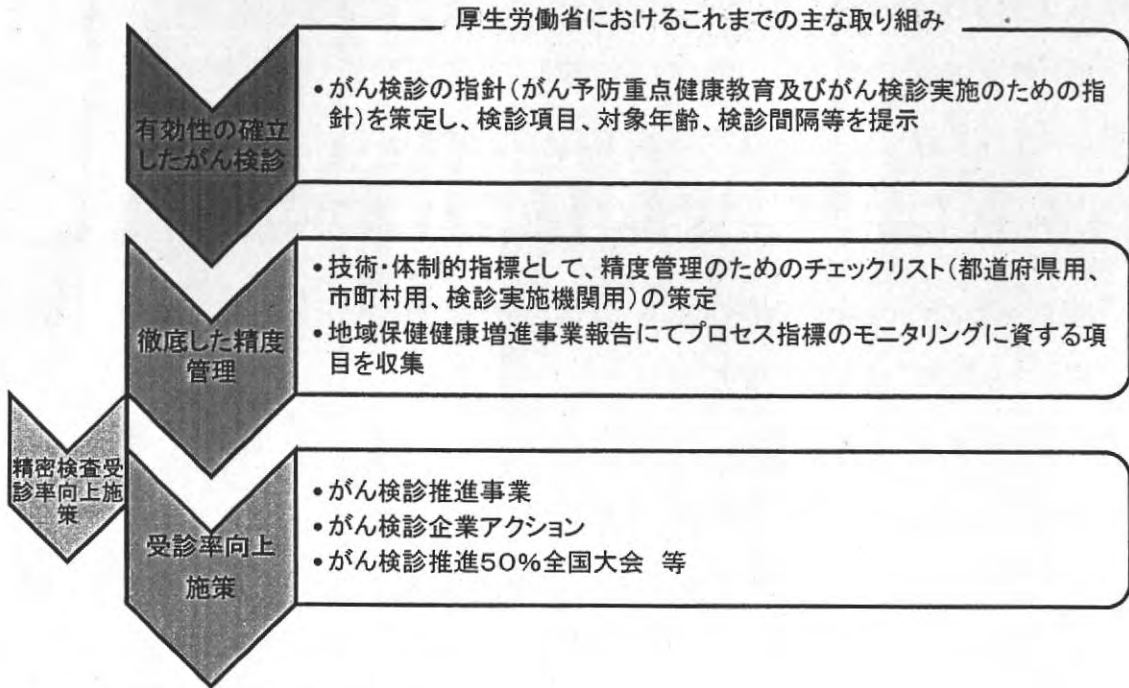 厚生労働省におけるこれまでの主な取り組み
有効性の確立
したがん検診
•がん検診の指針(がん予防重点健康教育及びがん検診実施のための指
針)を策定し、検診項目、対象年齢、検診間隔等を提示
徹底した精度
管理
•技術・体制的指標として、精度管理のためのチェックリスト(都道府県用、
市町村用、検診実施機関用)の策定
•地域保健健康増進事業報告にてプロセス指標のモニタリングに資する項
目を収集
精密検査受
診率向上施
策
受診率向上
施策
•がん検診推進事業
•がん検診企業アクション
•がん検診推進50%全国大会 等